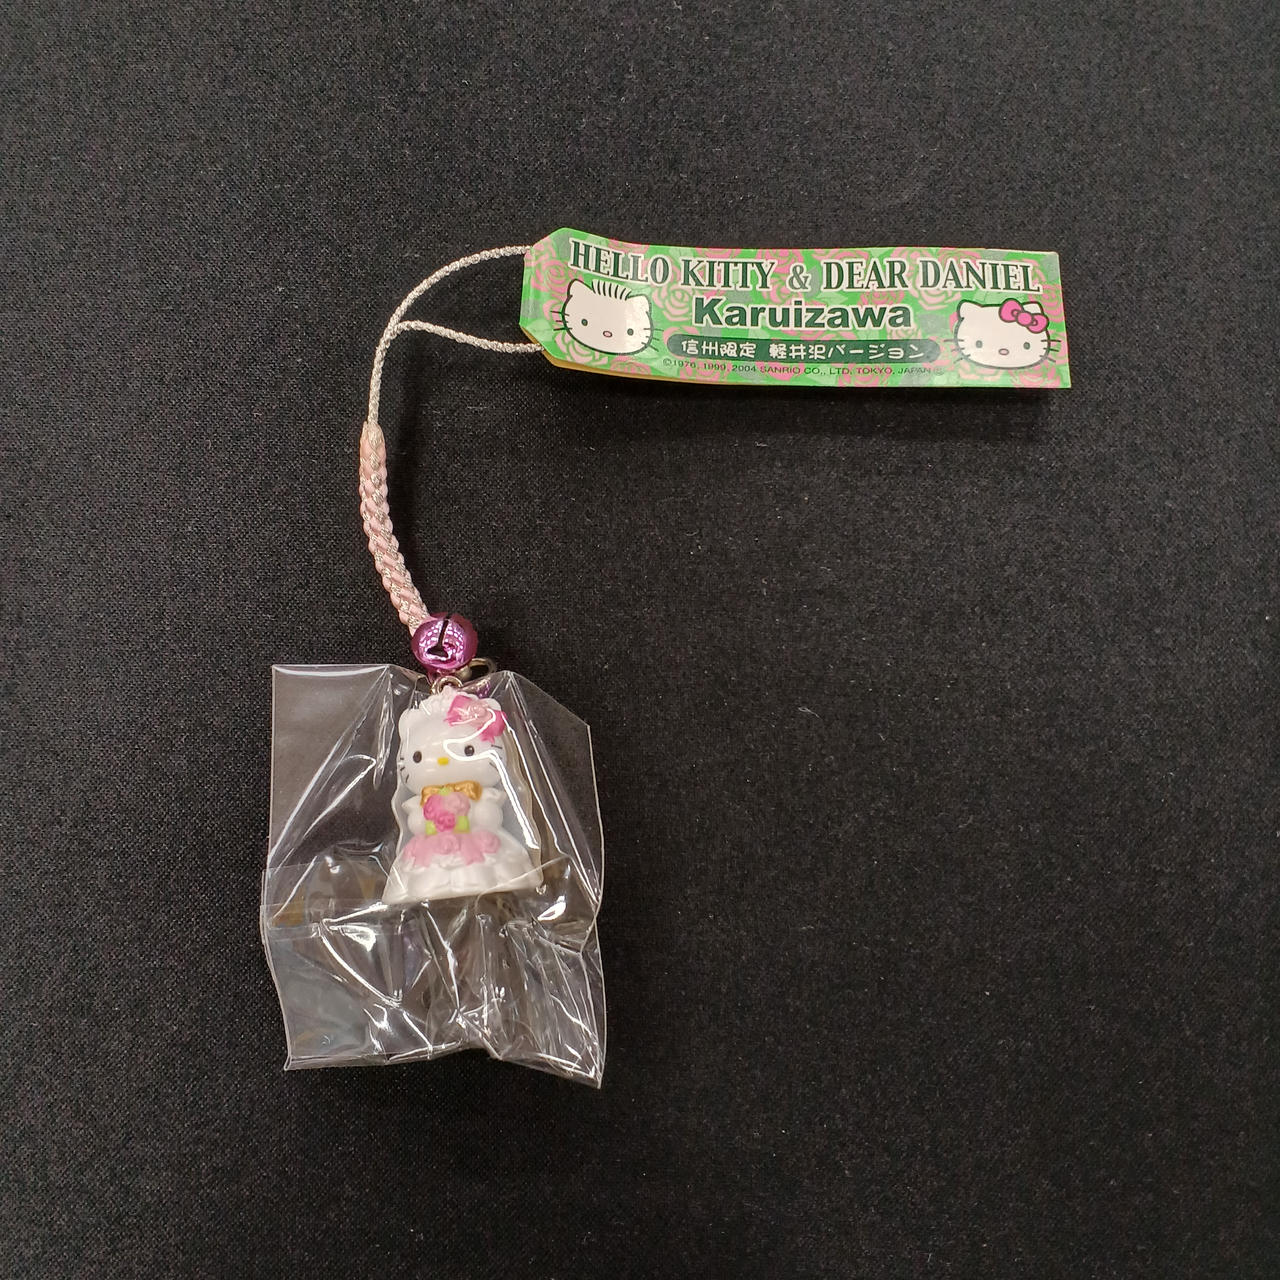 HELLO KITTY & DEAR DANIEL
Karuizawa
信州限定 軽井沢バージョン
©1976, 1999, 2004 SANRIO CO., LTD. TOKYO, JAPAN Ⓛ